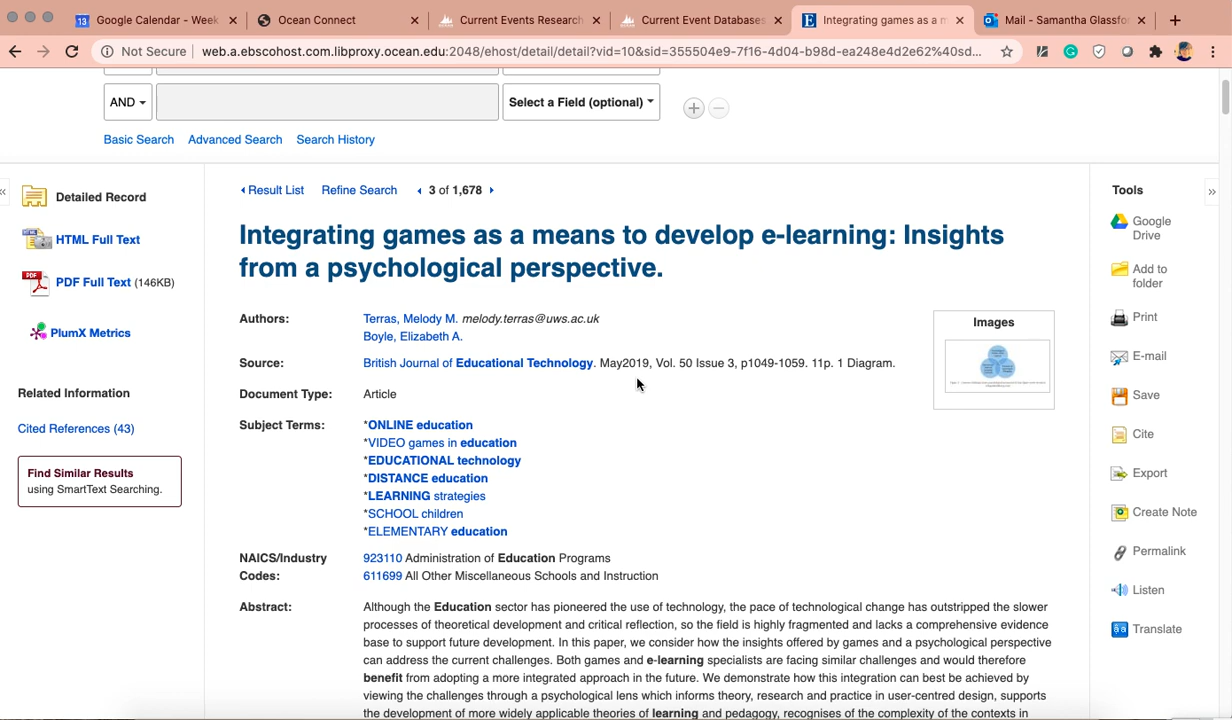 13 Google Calendar - Week
Ocean Connect
Current Events Research
Current Event Databases
Integrating games as a m
Mail - Samantha Glassfor
Not Secure
web.a.ebscohost.com.libproxy.ocean.edu:2048/ehost/detail/detail?vid=10&sid=355504e9-7f16-4d04-b98d-ea248e4d2e62%40sd...
AND
Select a Field (optional)
Basic Search
Advanced Search
Search History
Detailed Record
HTML Full Text
PDF Full Text (146KB)
PlumX Metrics
Related Information
Cited References (43)
Find Similar Results
using SmartText Searching.
Result List
Refine Search
3 of 1,678
Integrating games as a means to develop e-learning: Insights
from a psychological perspective.
Authors: Terras, Melody M. melody.terras@uws.ac.uk
Boyle, Elizabeth A.
Source: British Journal of Educational Technology. May2019, Vol. 50 Issue 3, p1049-1059. 11p. 1 Diagram.
Document Type: Article
Subject Terms: *ONLINE education
*VIDEO games in education
*EDUCATIONAL technology
*DISTANCE education
*LEARNING strategies
*SCHOOL children
*ELEMENTARY education
NAICS/Industry 923110 Administration of Education Programs
Codes: 611699 All Other Miscellaneous Schools and Instruction
Abstract: Although the Education sector has pioneered the use of technology, the pace of technological change has outstripped the slower
processes of theoretical development and critical reflection, so the field is highly fragmented and lacks a comprehensive evidence
base to support future development. In this paper, we consider how the insights offered by games and a psychological perspective
can address the current challenges. Both games and e-learning specialists are facing similar challenges and would therefore
benefit from adopting a more integrated approach in the future. We demonstrate how this integration can best be achieved by
viewing the challenges through a psychological lens which informs theory, research and practice in user-centred design, supports
the development of more widely applicable theories of learning and pedagogy, recognises of the complexity of the contexts in
Images
Tools
Google
Drive
Add to
folder
Print
E-mail
Save
Cite
Export
Create Note
Permalink
Listen
Translate